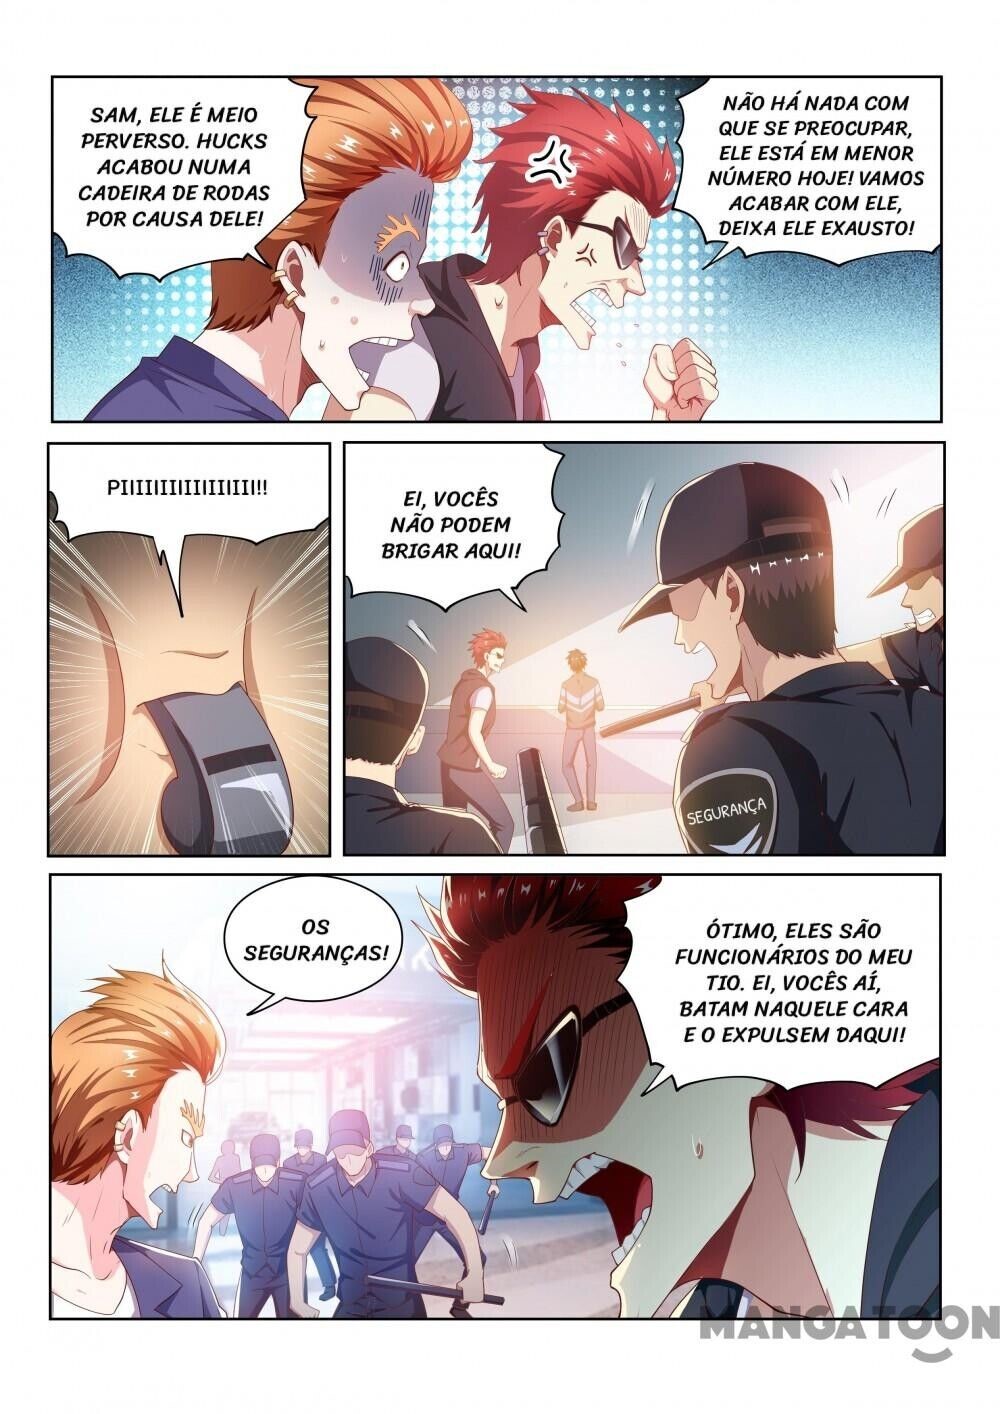 SAM, ELE É MEIO
PERVERSO. HUCKS
ACABOU NUMA
CADEIRA DE RODAS
POR CAUSA DELE!
NÃO HÁ NADA COM
QUE SE PREOCUPAR,
ELE ESTÁ EM MENOR
NÚMERO HOJE! VAMOS
ACABAR COM ELE,
DEIXA ELE EXAUSTO!
PIIIIIIIIIIIIIIII!!
EI, VOCÊS
NÃO PODEM
BRIGAR AQUI!
SEGURANÇA
OS
SEGURANÇAS!
ÓTIMO, ELES SÃO
FUNCIONÁRIOS DO MEU
TIO. EI, VOCÊS AÍ,
BATAM NAQUELE CARA
E O EXPULSEM DAQUI!
MANGATOON